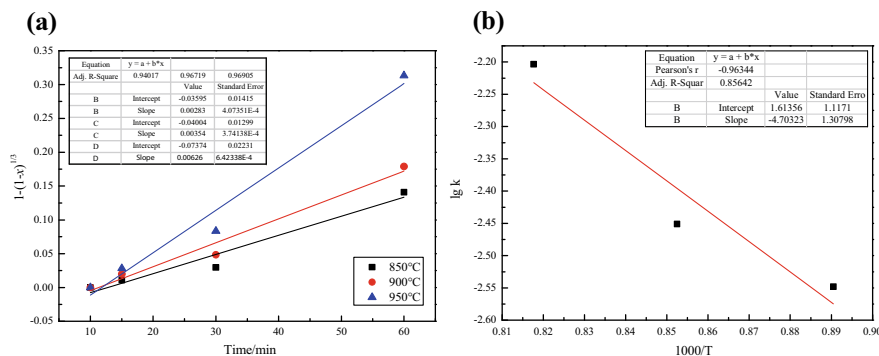 (a)
0.35
0.30
0.25
0.20
0.15
0.10
0.05
0.00
-0.05
1-(1-x)^1/3
Equation y = a + b*x
Adj. R-Square 0.94017 0.96719 0.96905
Value Standard Error
B Intercept -0.03595 0.01415
B Slope 0.00283 4.07351E-4
C Intercept -0.04004 0.01299
C Slope 0.00354 3.74138E-4
D Intercept -0.07374 0.02231
D Slope 0.00626 6.42338E-4
850℃
900℃
950℃
10 20 30 40 50 60
Time/min
(b)
-2.20
-2.25
-2.30
-2.35
-2.40
-2.45
-2.50
-2.55
-2.60
lg k
Equation y = a + b*x
Pearson's r -0.96344
Adj. R-Squar 0.85642
Value Standard Erro
B Intercept 1.61356 1.1171
B Slope -4.70323 1.30798
0.81 0.82 0.83 0.84 0.85 0.86 0.87 0.88 0.89 0.90
1000/T